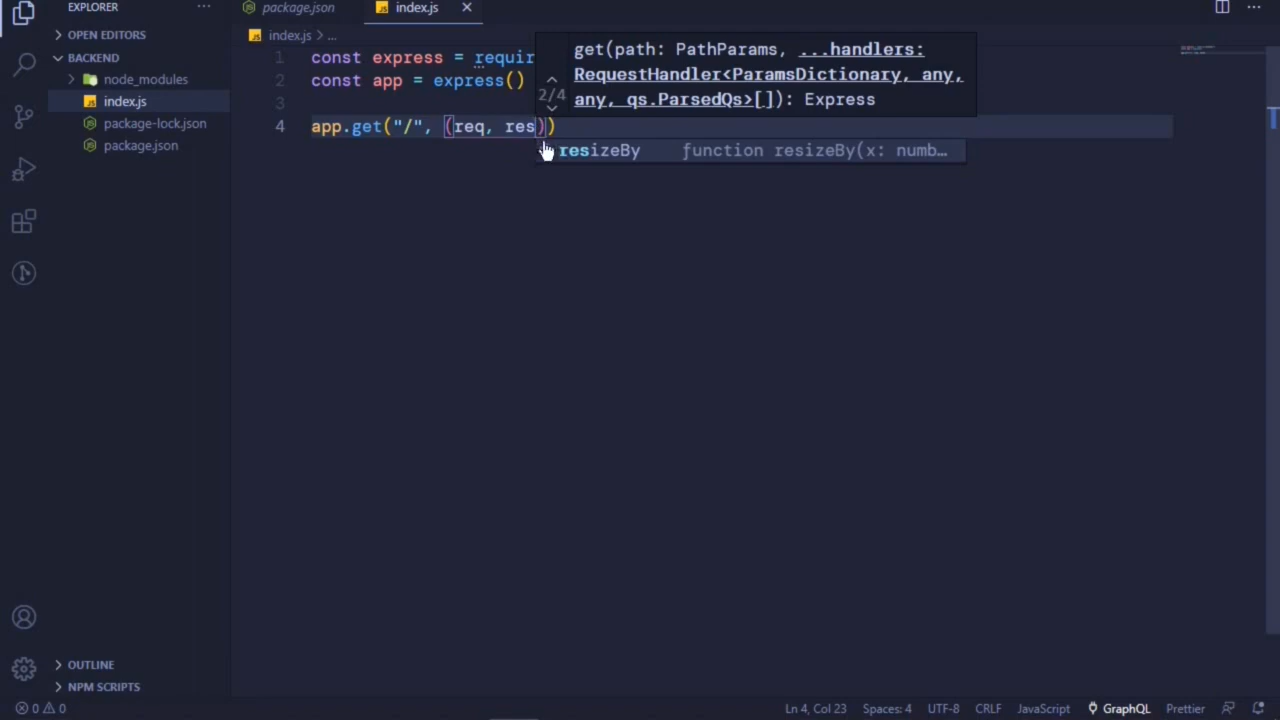 EXPLORER
package.json
index.js
OPEN EDITORS
index.js > ...
BACKEND
node_modules
index.js
package-lock.json
package.json
1 const express = requir
2 const app = express()
3
4 app.get("/", (req, res))
2/4
get(path: PathParams, ...handlers:
RequestHandler<ParamsDictionary, any,
any, qs.ParsedQs>[]): Express
resizeBy function resizeBy(x: numb…
OUTLINE
NPM SCRIPTS
0 0
Ln 4, Col 23 Spaces: 4 UTF-8 CRLF JavaScript GraphQL Prettier